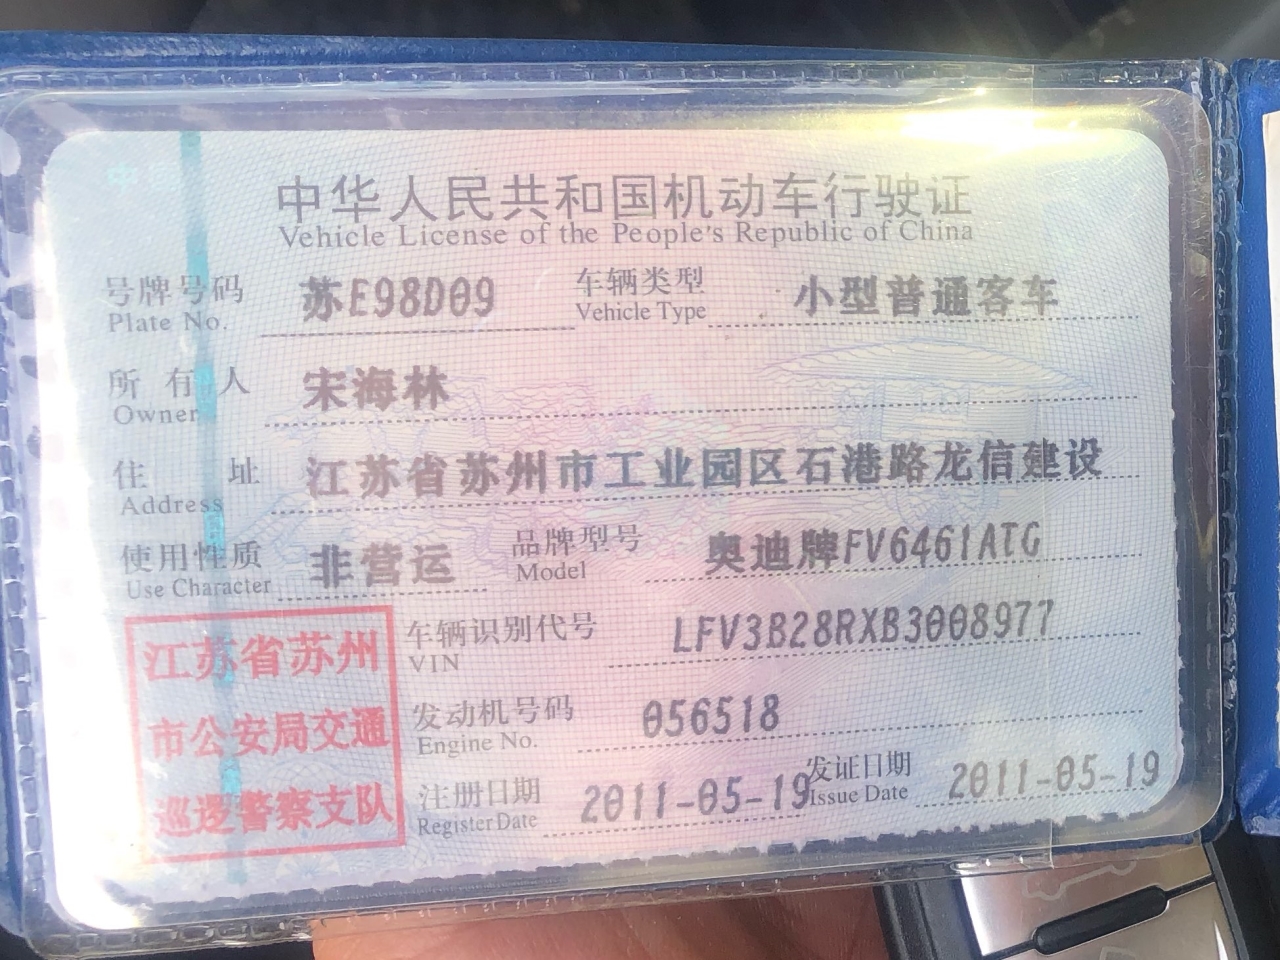 中华人民共和国机动车行驶证
Vehicle License of the People's Republic of China
号牌号码 苏E98D09 车辆类型 小型普通客车
Plate No. Vehicle Type
所有人 宋海林
Owner
住址 江苏省苏州市工业园区石港路龙信建设
Address
使用性质 非营运 品牌型号 奥迪牌FV6461ATG
Use Character Model
车辆识别代号 LFV3B28RXB3008977
VIN
发动机号码 056518
Engine No.
注册日期 2011-05-19 发证日期 2011-05-19
Register Date Issue Date
江苏省苏州
市公安局交通
巡逻警察支队